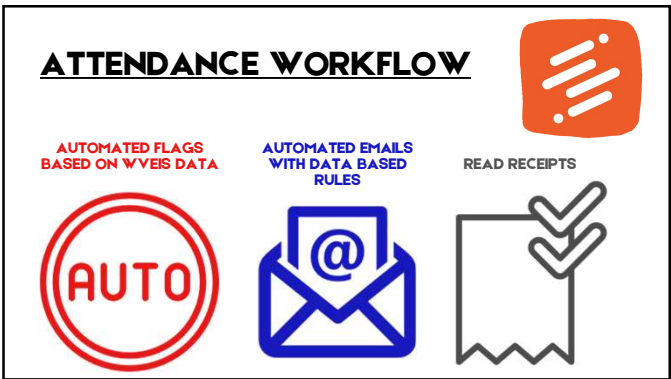 ATTENDANCE WORKFLOW
AUTOMATED FLAGS
BASED ON WVEIS DATA
AUTOMATED EMAILS
WITH DATA BASED
RULES
READ RECEIPTS
AUTO
@